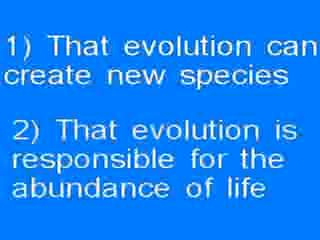 1) That evolution can
create new species
2) That evolution is
responsible for the
abundance of life